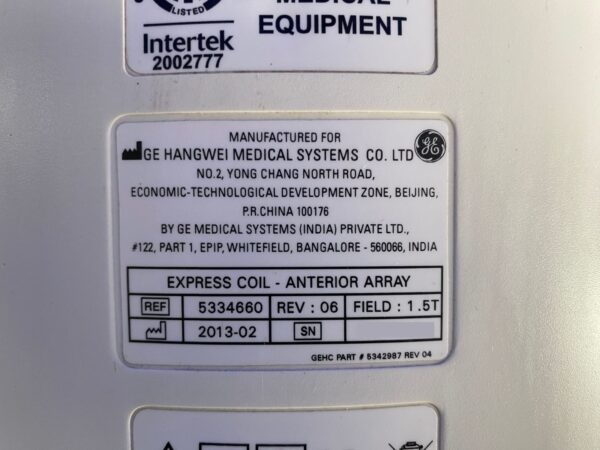 LISTED
Intertek
2002777
MEDICAL
EQUIPMENT
MANUFACTURED FOR
GE HANGWEI MEDICAL SYSTEMS CO. LTD
GE
NO.2, YONG CHANG NORTH ROAD,
ECONOMIC-TECHNOLOGICAL DEVELOPMENT ZONE, BEIJING,
P.R.CHINA 100176
BY GE MEDICAL SYSTEMS (INDIA) PRIVATE LTD.,
#122, PART 1, EPIP, WHITEFIELD, BANGALORE - 560066, INDIA
EXPRESS COIL - ANTERIOR ARRAY
REF 5334660 REV : 06 FIELD : 1.5T
2013-02 SN
GEHC PART # 5342987 REV 04